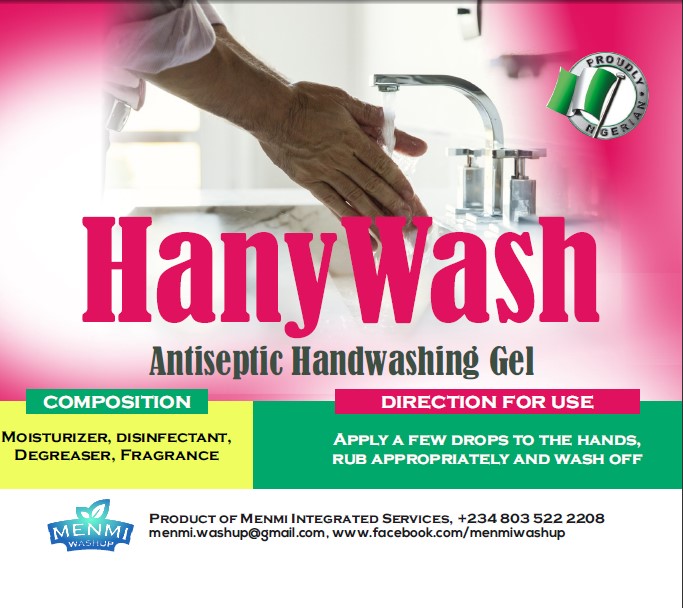 PROUDLY
NIGERIAN
HanyWash
Antiseptic Handwashing Gel
COMPOSITION
MOISTURIZER, DISINFECTANT,
DEGREASER, FRAGRANCE
DIRECTION FOR USE
APPLY A FEW DROPS TO THE HANDS,
RUB APPROPRIATELY AND WASH OFF
MENMI
WASHUP
PRODUCT OF MENMI INTEGRATED SERVICES, +234 803 522 2208
menmi.washup@gmail.com, www.facebook.com/menmiwashup